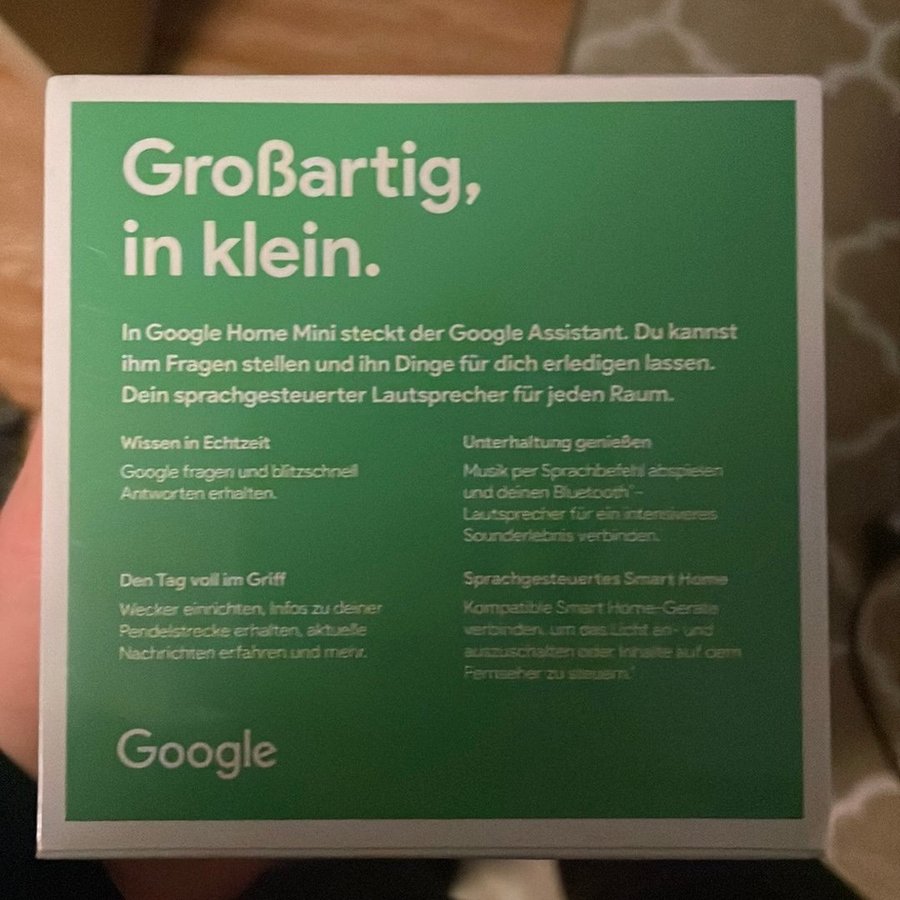 Großartig,
in klein.
In Google Home Mini steckt der Google Assistant. Du kannst
ihm Fragen stellen und ihn Dinge für dich erledigen lassen.
Dein sprachgesteuerter Lautsprecher für jeden Raum.
Wissen in Echtzeit
Google fragen und blitzschnell
Antworten erhalten.
Unterhaltung genießen
Musik per Sprachbefehl abspielen
und deinen Bluetooth®-
Lautsprecher für ein intensiveres
Sounderlebnis verbinden.
Den Tag voll im Griff
Wecker einrichten, Infos zu deiner
Pendelstrecke erhalten, aktuelle
Nachrichten erfahren und mehr.
Sprachgesteuertes Smart Home
Kompatible Smart Home-Geräte
verbinden, um das Licht an- und
auszuschalten oder Inhalte auf dem
Fernseher zu steuern.
Google